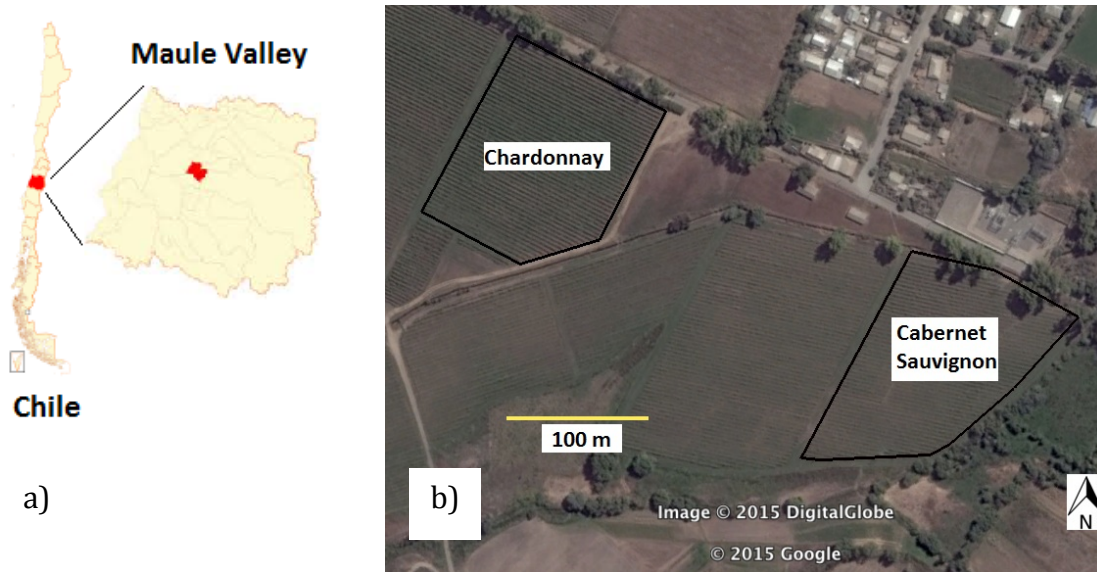 Maule Valley
Chile
a)
Chardonnay
Cabernet
Sauvignon
100 m
b)
N
Image © 2015 DigitalGlobe
© 2015 Google